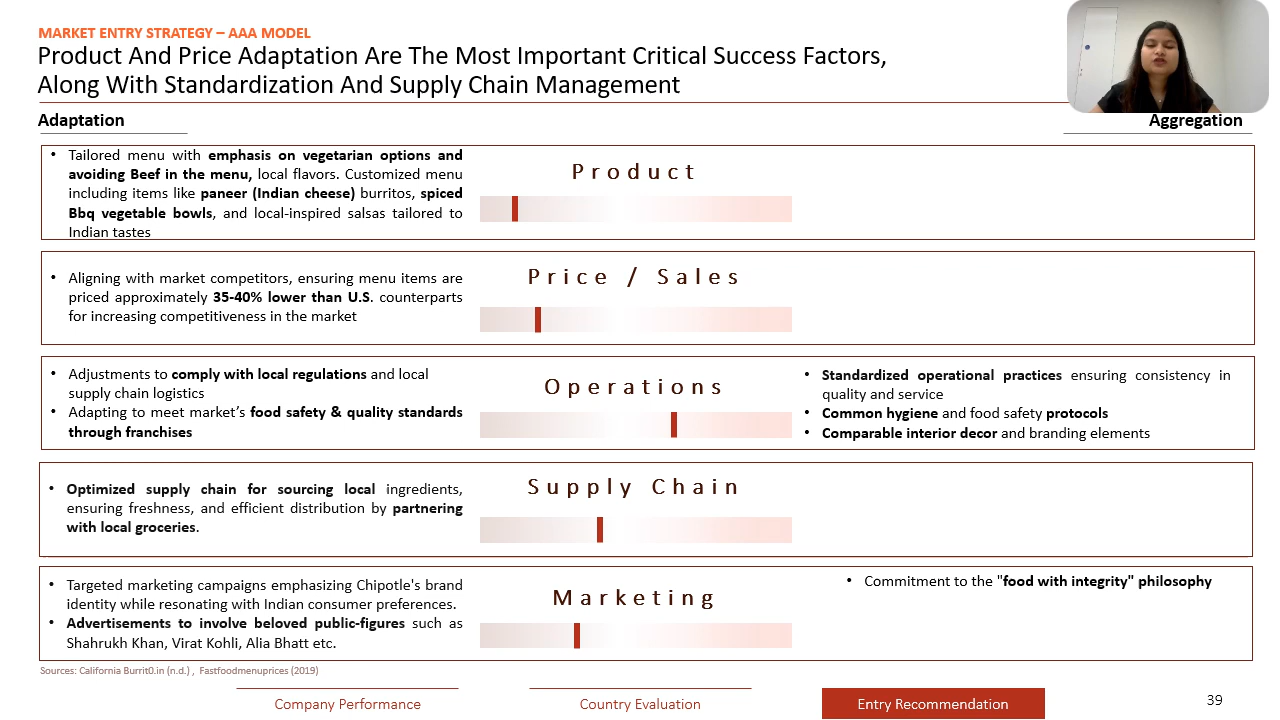 MARKET ENTRY STRATEGY – AAA MODEL
Product And Price Adaptation Are The Most Important Critical Success Factors,
Along With Standardization And Supply Chain Management
Adaptation
Aggregation
• Tailored menu with emphasis on vegetarian options and
avoiding Beef in the menu, local flavors. Customized menu
including items like paneer (Indian cheese) burritos, spiced
Bbq vegetable bowls, and local-inspired salsas tailored to
Indian tastes
Product
• Aligning with market competitors, ensuring menu items are
priced approximately 35-40% lower than U.S. counterparts
for increasing competitiveness in the market
Price / Sales
• Adjustments to comply with local regulations and local
supply chain logistics
• Adapting to meet market’s food safety & quality standards
through franchises
Operations
• Standardized operational practices ensuring consistency in
quality and service
• Common hygiene and food safety protocols
• Comparable interior decor and branding elements
• Optimized supply chain for sourcing local ingredients,
ensuring freshness, and efficient distribution by partnering
with local groceries.
Supply Chain
• Targeted marketing campaigns emphasizing Chipotle's brand
identity while resonating with Indian consumer preferences.
• Advertisements to involve beloved public-figures such as
Shahrukh Khan, Virat Kohli, Alia Bhatt etc.
Marketing
• Commitment to the "food with integrity" philosophy
Sources: California Burrit0.in (n.d.) , Fastfoodmenuprices (2019)
Company Performance
Country Evaluation
Entry Recommendation
39